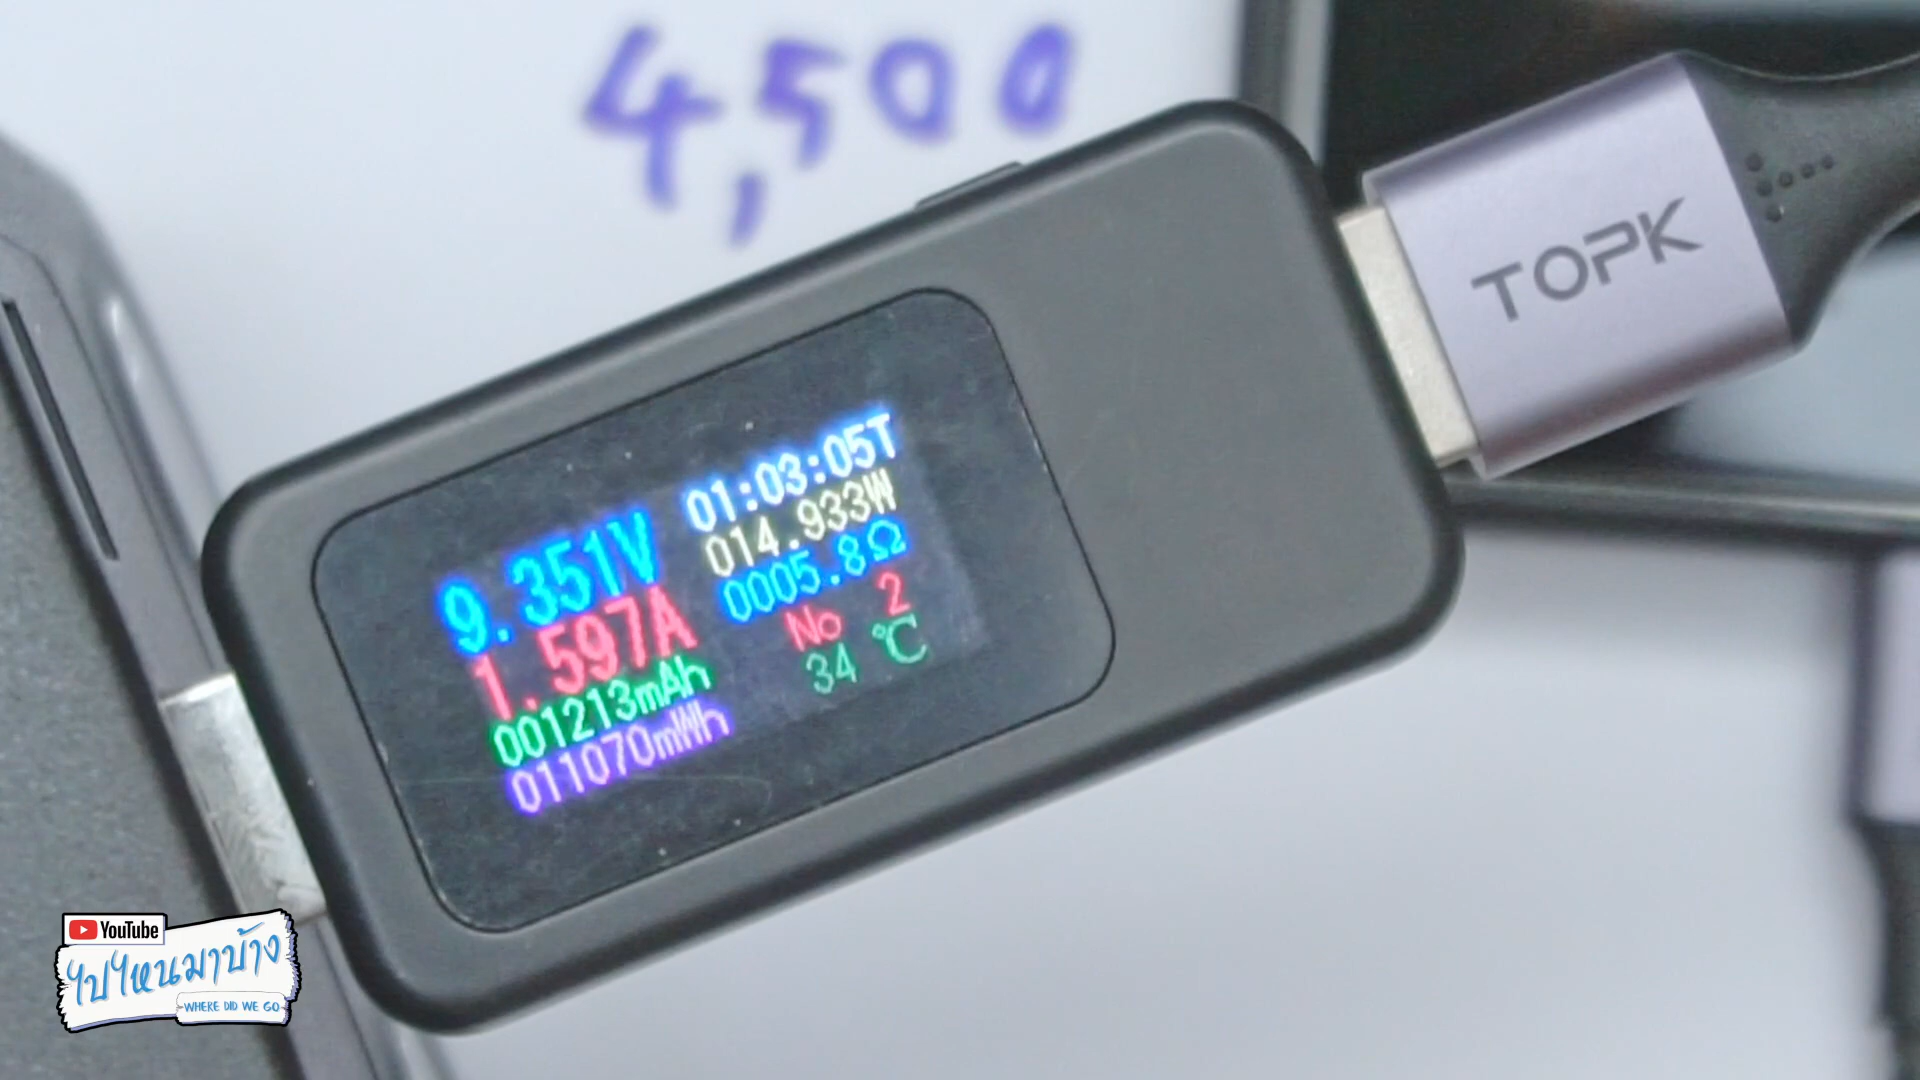 4,500
TOPK
01:03:05T
9.351V
014.933W
1.597A
0005.8Ω
001213mAh
No 2
011070mWh
34 ℃
YouTube
ไปไหนมาบ้าง
WHERE DID WE GO